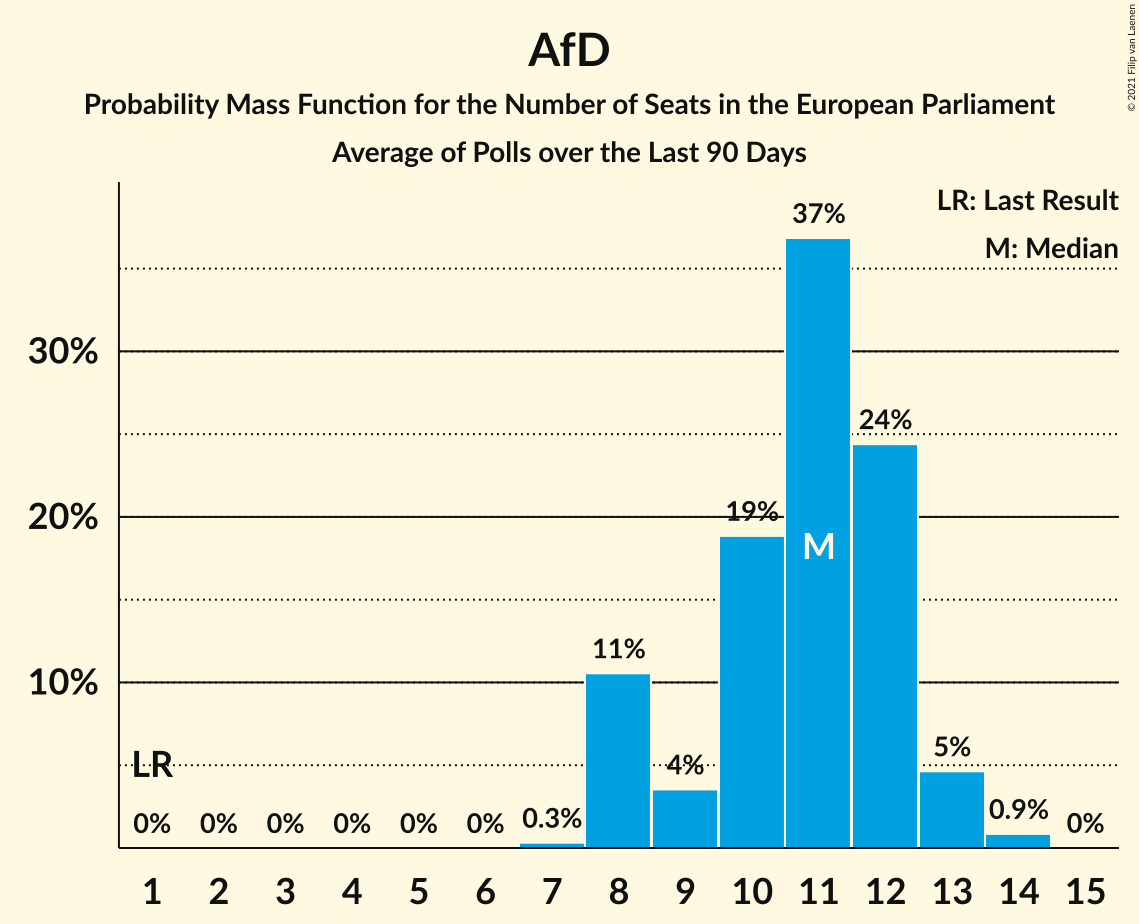 AfD
Probability Mass Function for the Number of Seats in the European Parliament
Average of Polls over the Last 90 Days
© 2021 Filip van Laenen
LR: Last Result
M: Median
37%
30%
24%
20%
19%
M
11%
10%
5%
4%
LR
0% 0% 0% 0% 0% 0% 0.3% 0.9% 0%
1 2 3 4 5 6 7 8 9 10 11 12 13 14 15